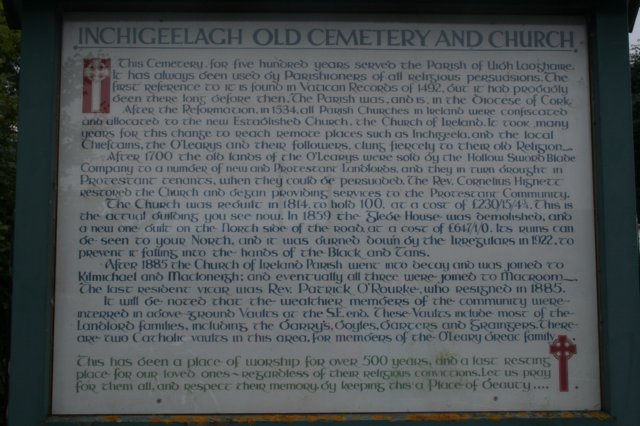 INCHIGEELAGH OLD CEMETERY AND CHURCH
This Cemetery, for five hundred years served the Parish of Uibh Laoghaire.
It has always been used by Parishioners of all religious persuasions. The
first reference to it is found in Vatican Records of 1492, but it had probably
been there long before then. The Parish was, and is, in the Diocese of Cork.
After the Reformation, in 1534, all Parish Churches in Ireland were confiscated
and allocated to the new Established Church, the Church of Ireland. It took many
years for this change to reach remote places such as Inchigeela, and the local
Chieftains, the O'Learys and their followers, clung fiercely to their old Religion.
After 1700 the old lands of the O'Learys were sold by the Hollow Sword Blade
Company to a number of new and Protestant Landlords, and they in turn brought in
Protestant tenants, when they could be persuaded. The Rev. Cornelius Hignett
restored the Church and began providing services to the Protestant Community.
The Church was rebuilt in 1814, to hold 100, at a cost of £230/15/4¼. This is
the actual building you see now. In 1859 the Glebe House was demolished, and
a new one built on the North side of the road, at a cost of £647/1/0. Its ruins can
be seen to your North, and it was burned down by the Irregulars in 1922, to
prevent it falling into the hands of the Black and Tans.
After 1885 the Church of Ireland Parish went into decay and was joined to
Kilmichael and Macloneigh; and eventually all three were joined to Macroom.
The last resident vicar was Rev. Patrick O'Rourke, who resigned in 1885.
It will be noted that the wealthier members of the community were
interred in above-ground Vaults at the S.E. end. These Vaults include most of the
Landlord families, including the Barry's, Boyles, Barters and Graingers. There
are two Catholic vaults in this area, for members of the O'Leary Great family.
This has been a place of worship for over 500 years, and a last resting
place for our loved ones - regardless of their religious convictions. Let us pray
for them all, and respect their memory, by keeping this a Place of Beauty ....